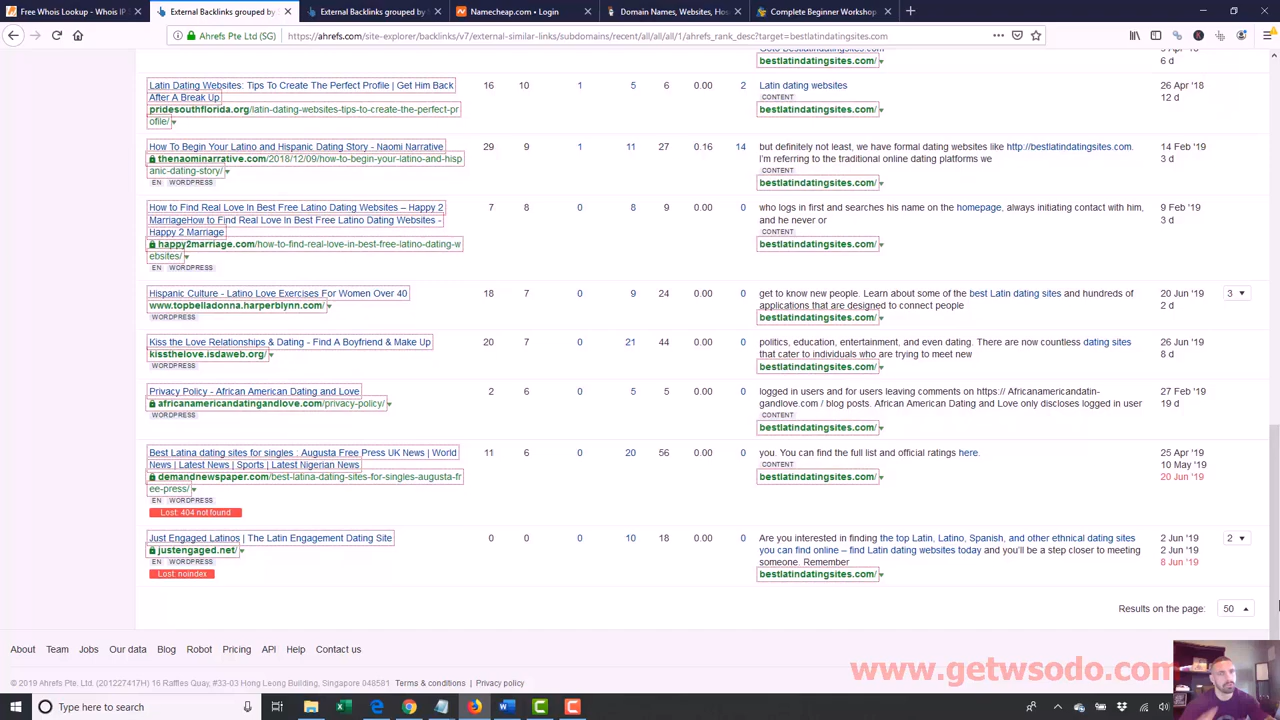 Free Whois Lookup - Whois IP
External Backlinks grouped by
External Backlinks grouped by
Namecheap.com • Login
Domain Names, Websites, Hos
Complete Beginner Workshop
Ahrefs Pte Ltd (SG)
https://ahrefs.com/site-explorer/backlinks/v7/external-similar-links/subdomains/recent/all/all/all/1/ahrefs_rank_desc?target=bestlatindatingsites.com
bestlatindatingsites.com/
6 d
Latin Dating Websites: Tips To Create The Perfect Profile | Get Him Back
After A Break Up
pridesouthflorida.org/latin-dating-websites-tips-to-create-the-perfect-pr
ofile/
16 10 1 5 6 0.00 2
Latin dating websites
CONTENT
bestlatindatingsites.com/
26 Apr '18
12 d
How To Begin Your Latino and Hispanic Dating Story - Naomi Narrative
thenaominarrative.com/2018/12/09/how-to-begin-your-latino-and-hisp
anic-dating-story/
EN WORDPRESS
29 9 1 11 27 0.16 14
but definitely not least, we have formal dating websites like http://bestlatindatingsites.com.
I'm referring to the traditional online dating platforms we
CONTENT
bestlatindatingsites.com/
14 Feb '19
3 d
How to Find Real Love In Best Free Latino Dating Websites – Happy 2
MarriageHow to Find Real Love In Best Free Latino Dating Websites -
Happy 2 Marriage
happy2marriage.com/how-to-find-real-love-in-best-free-latino-dating-w
ebsites/
EN WORDPRESS
7 8 0 8 9 0.00 0
who logs in first and searches his name on the homepage, always initiating contact with him,
and he never or
CONTENT
bestlatindatingsites.com/
9 Feb '19
3 d
Hispanic Culture - Latino Love Exercises For Women Over 40
www.topbelladonna.harperblynn.com/
WORDPRESS
18 7 0 9 24 0.00 0
get to know new people. Learn about some of the best Latin dating sites and hundreds of
applications that are designed to connect people
bestlatindatingsites.com/
20 Jun '19
2 d
3
Kiss the Love Relationships & Dating - Find A Boyfriend & Make Up
kissthelove.isdaweb.org/
WORDPRESS
20 7 0 21 44 0.00 0
politics, education, entertainment, and even dating. There are now countless dating sites
that cater to individuals who are trying to meet new
bestlatindatingsites.com/
26 Jun '19
8 d
Privacy Policy - African American Dating and Love
africanamericandatingandlove.com/privacy-policy/
WORDPRESS
2 6 0 5 5 0.00 0
logged in users and for users leaving comments on https:// Africanamericandatin-
gandlove.com / blog posts. African American Dating and Love only discloses logged in user
CONTENT
bestlatindatingsites.com/
27 Feb '19
19 d
Best Latina dating sites for singles . Augusta Free Press UK News | World
News | Latest News | Sports | Latest Nigerian News
demandnewspaper.com/best-latina-dating-sites-for-singles-augusta-fr
ee-press/
EN WORDPRESS
Lost: 404 not found
11 6 0 20 56 0.00 0
you. You can find the full list and official ratings here.
CONTENT
bestlatindatingsites.com/
25 Apr '19
10 May '19
20 Jun '19
Just Engaged Latinos | The Latin Engagement Dating Site
justengaged.net/
EN WORDPRESS
Lost: noindex
0 0 0 10 18 0.00 0
Are you interested in finding the top Latin, Latino, Spanish, and other ethnical dating sites
you can find online – find Latin dating websites today and you'll be a step closer to meeting
someone. Remember
bestlatindatingsites.com/
2 Jun '19
2 Jun '19
8 Jun '19
2
Results on the page: 50
About Team Jobs Our data Blog Robot Pricing API Help Contact us
© 2019 Ahrefs Pte. Ltd. (201227417H) 16 Raffles Quay, #33-03 Hong Leong Building, Singapore 048581 Terms & conditions | Privacy policy
www.getwsodo.com
Type here to search